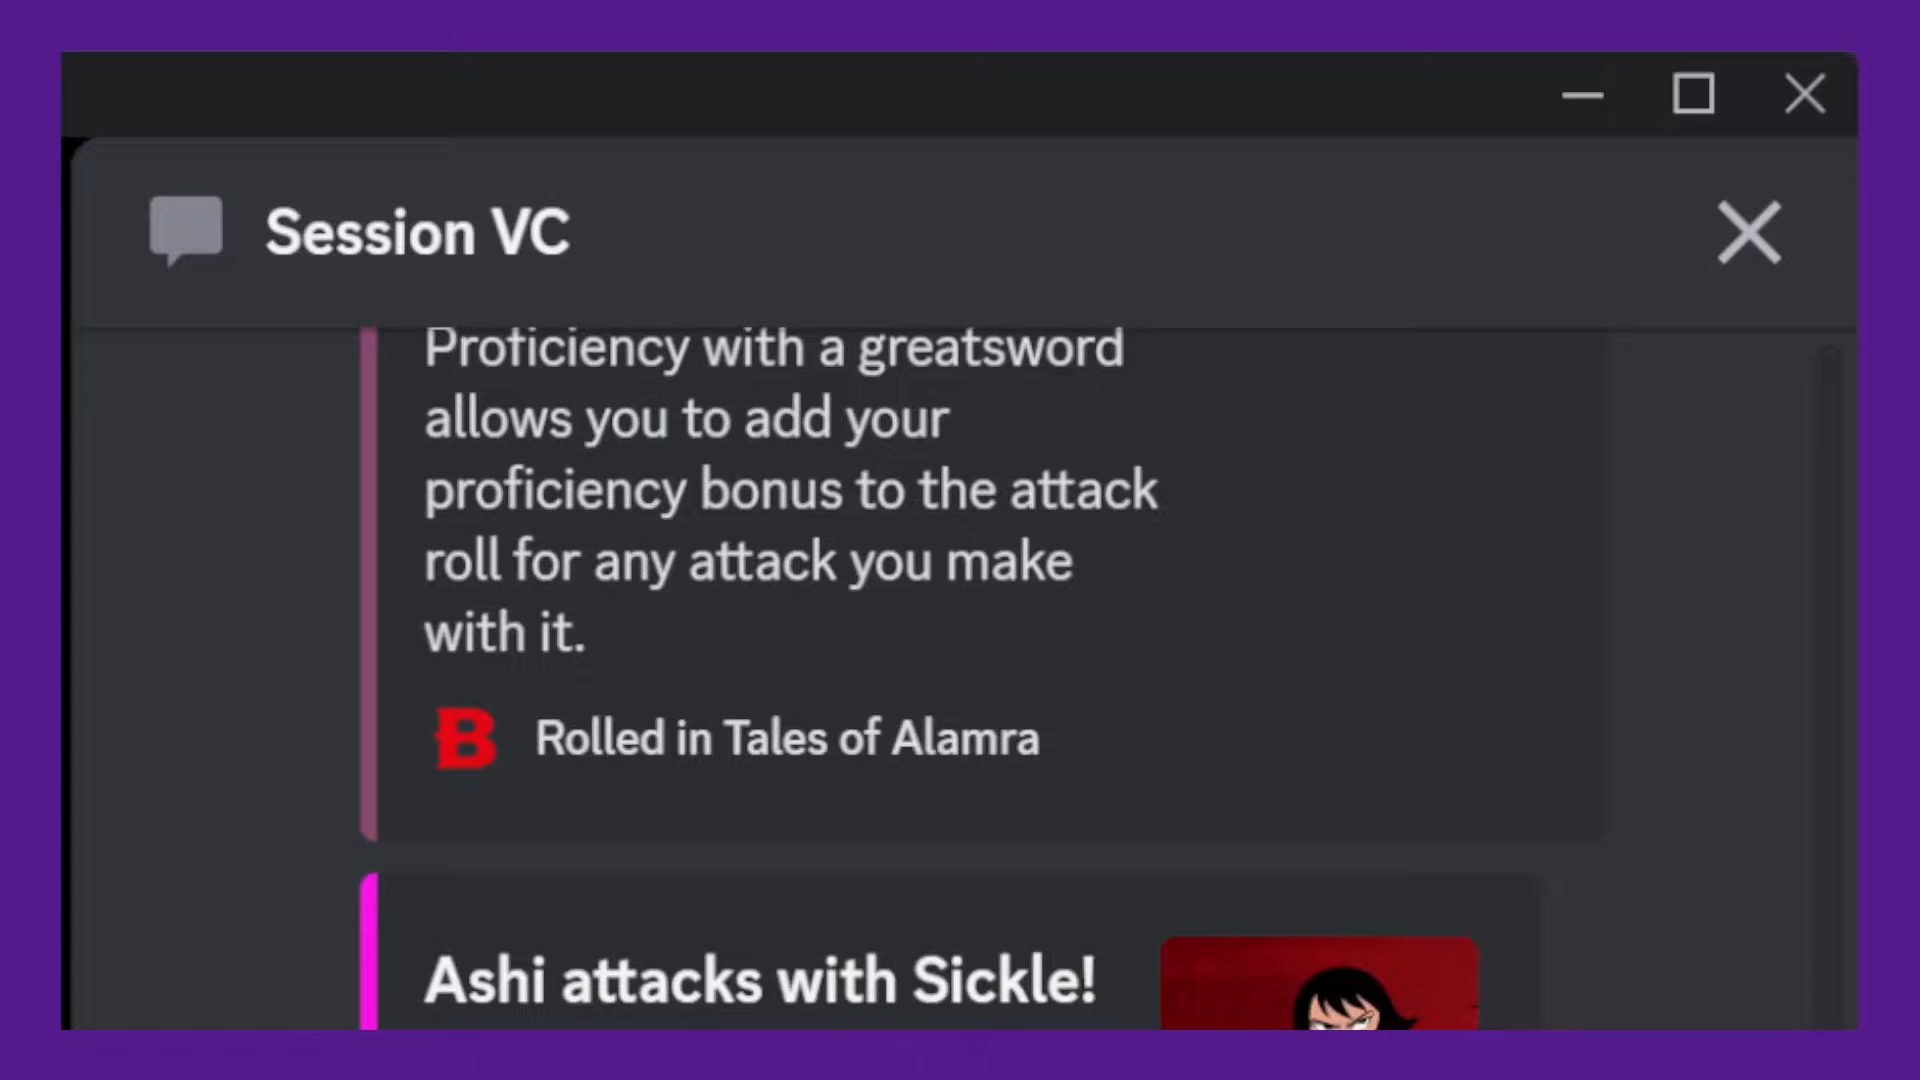 Session VC
Proficiency with a greatsword
allows you to add your
proficiency bonus to the attack
roll for any attack you make
with it.
B Rolled in Tales of Alamra
Ashi attacks with Sickle!